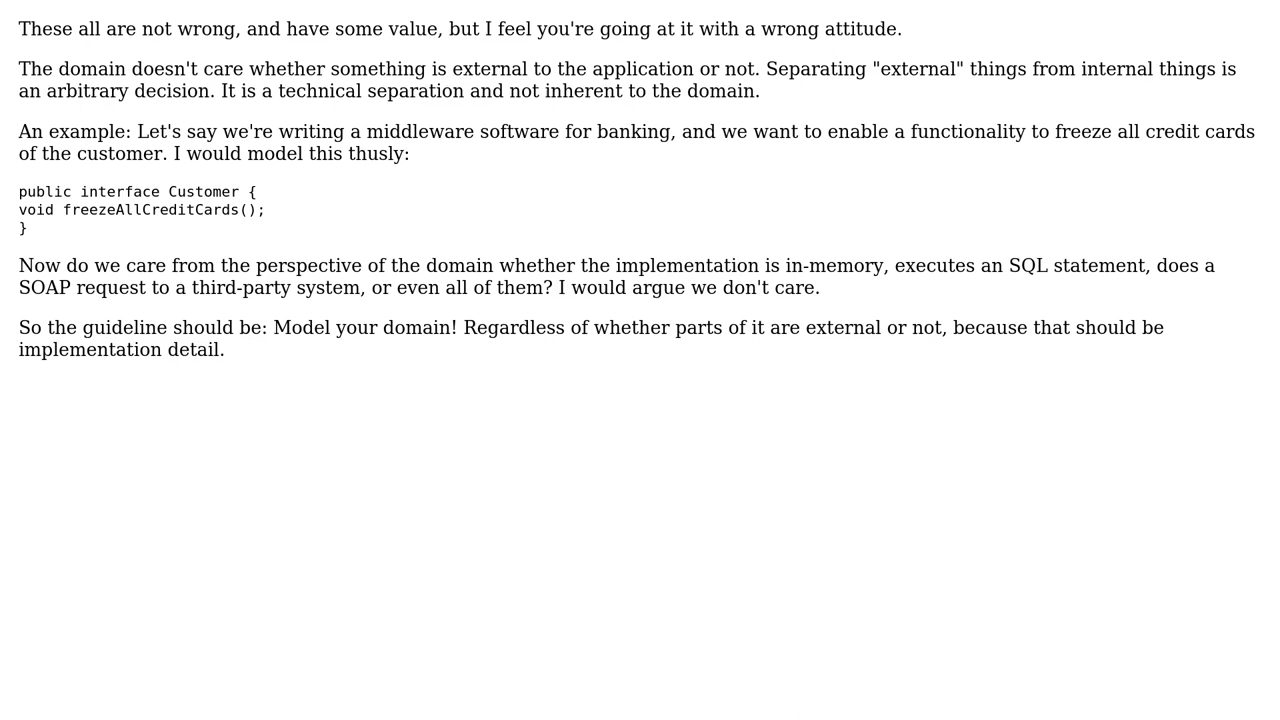 These all are not wrong, and have some value, but I feel you're going at it with a wrong attitude.
The domain doesn't care whether something is external to the application or not. Separating "external" things from internal things is
an arbitrary decision. It is a technical separation and not inherent to the domain.
An example: Let's say we're writing a middleware software for banking, and we want to enable a functionality to freeze all credit cards
of the customer. I would model this thusly:
public interface Customer {
void freezeAllCreditCards();
}
Now do we care from the perspective of the domain whether the implementation is in-memory, executes an SQL statement, does a
SOAP request to a third-party system, or even all of them? I would argue we don't care.
So the guideline should be: Model your domain! Regardless of whether parts of it are external or not, because that should be
implementation detail.